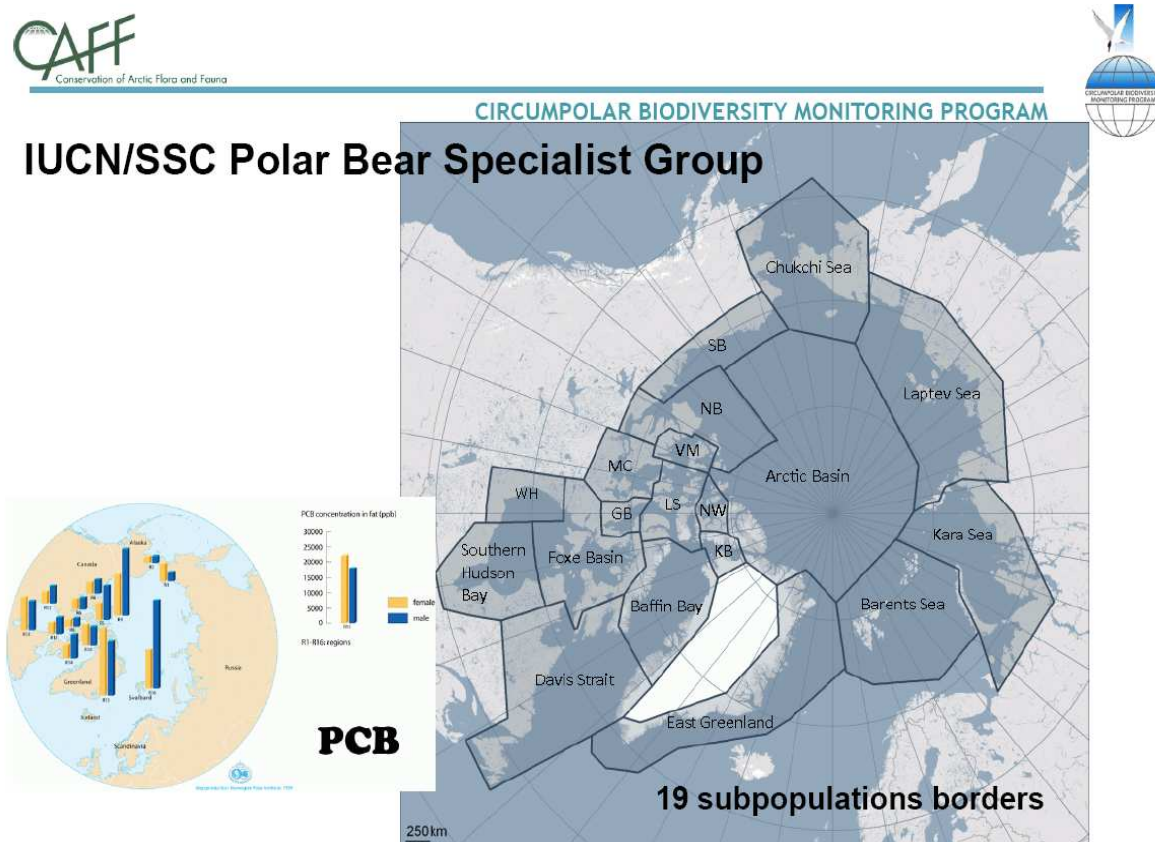 CAFF
Conservation of Arctic Flora and Fauna
CIRCUMPOLAR BIODIVERSITY
MONITORING PROGRAM
CIRCUMPOLAR BIODIVERSITY MONITORING PROGRAM
IUCN/SSC Polar Bear Specialist Group
Chukchi Sea
SB
Laptev Sea
NB
VM
MC
Arctic Basin
WH
LS
NW
GB
Kara Sea
KB
Southern
Hudson
Bay
Foxe Basin
Baffin Bay
Barents Sea
Davis Strait
East Greenland
19 subpopulations borders
250km
PCB concentration in fat (ppb)
30000
25000
20000
15000
10000
5000
0
female
male
R1-R16: regions
Alaska
Canada
Russia
Greenland
Svalbard
Iceland
Scandinavia
PCB